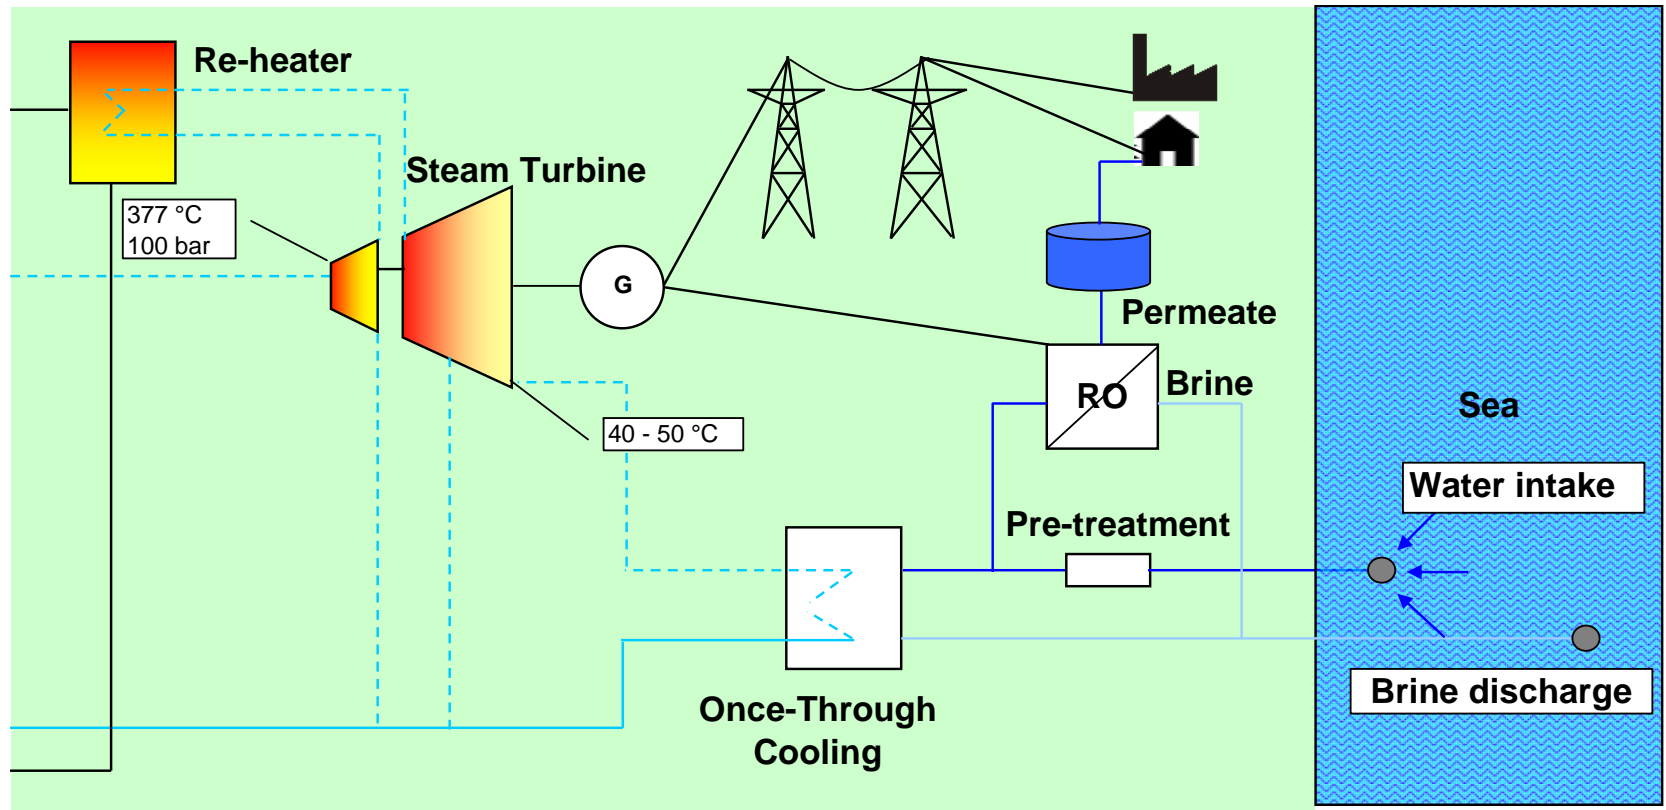 Re-heater
Steam Turbine
377 °C
100 bar
G
Permeate
RO
Brine
Sea
40 - 50 °C
Water intake
Pre-treatment
Brine discharge
Once-Through
Cooling